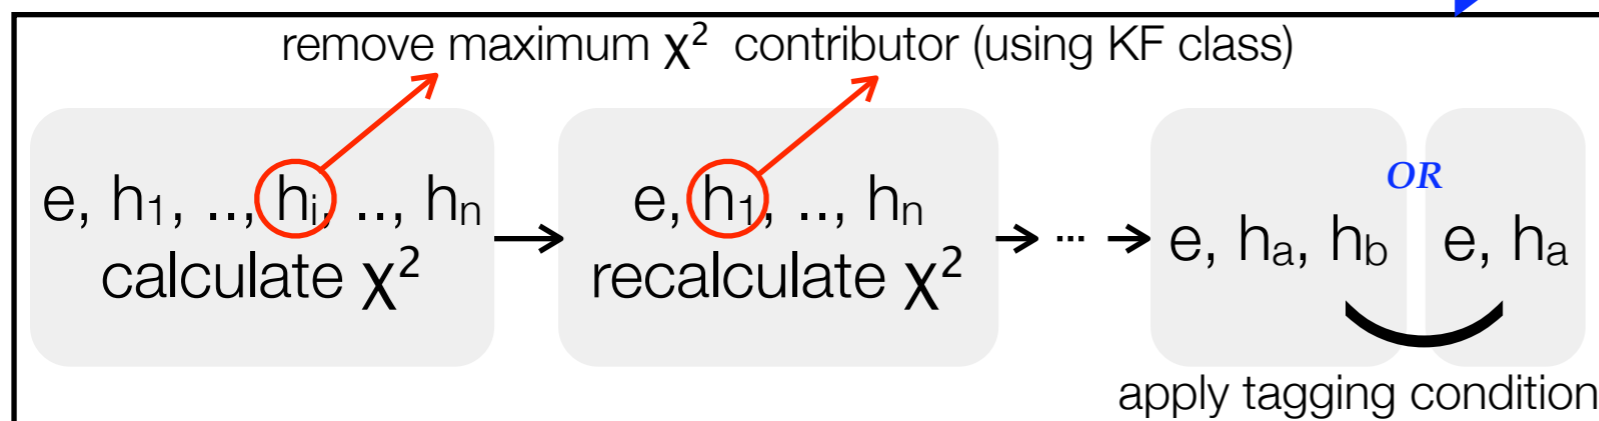 remove maximum χ² contributor (using KF class)
e, h₁, .., hᵢ, .., hₙ
calculate χ²
e, h₁, .., hₙ
recalculate χ²
...
OR
e, hₐ, h_b
e, hₐ
apply tagging condition